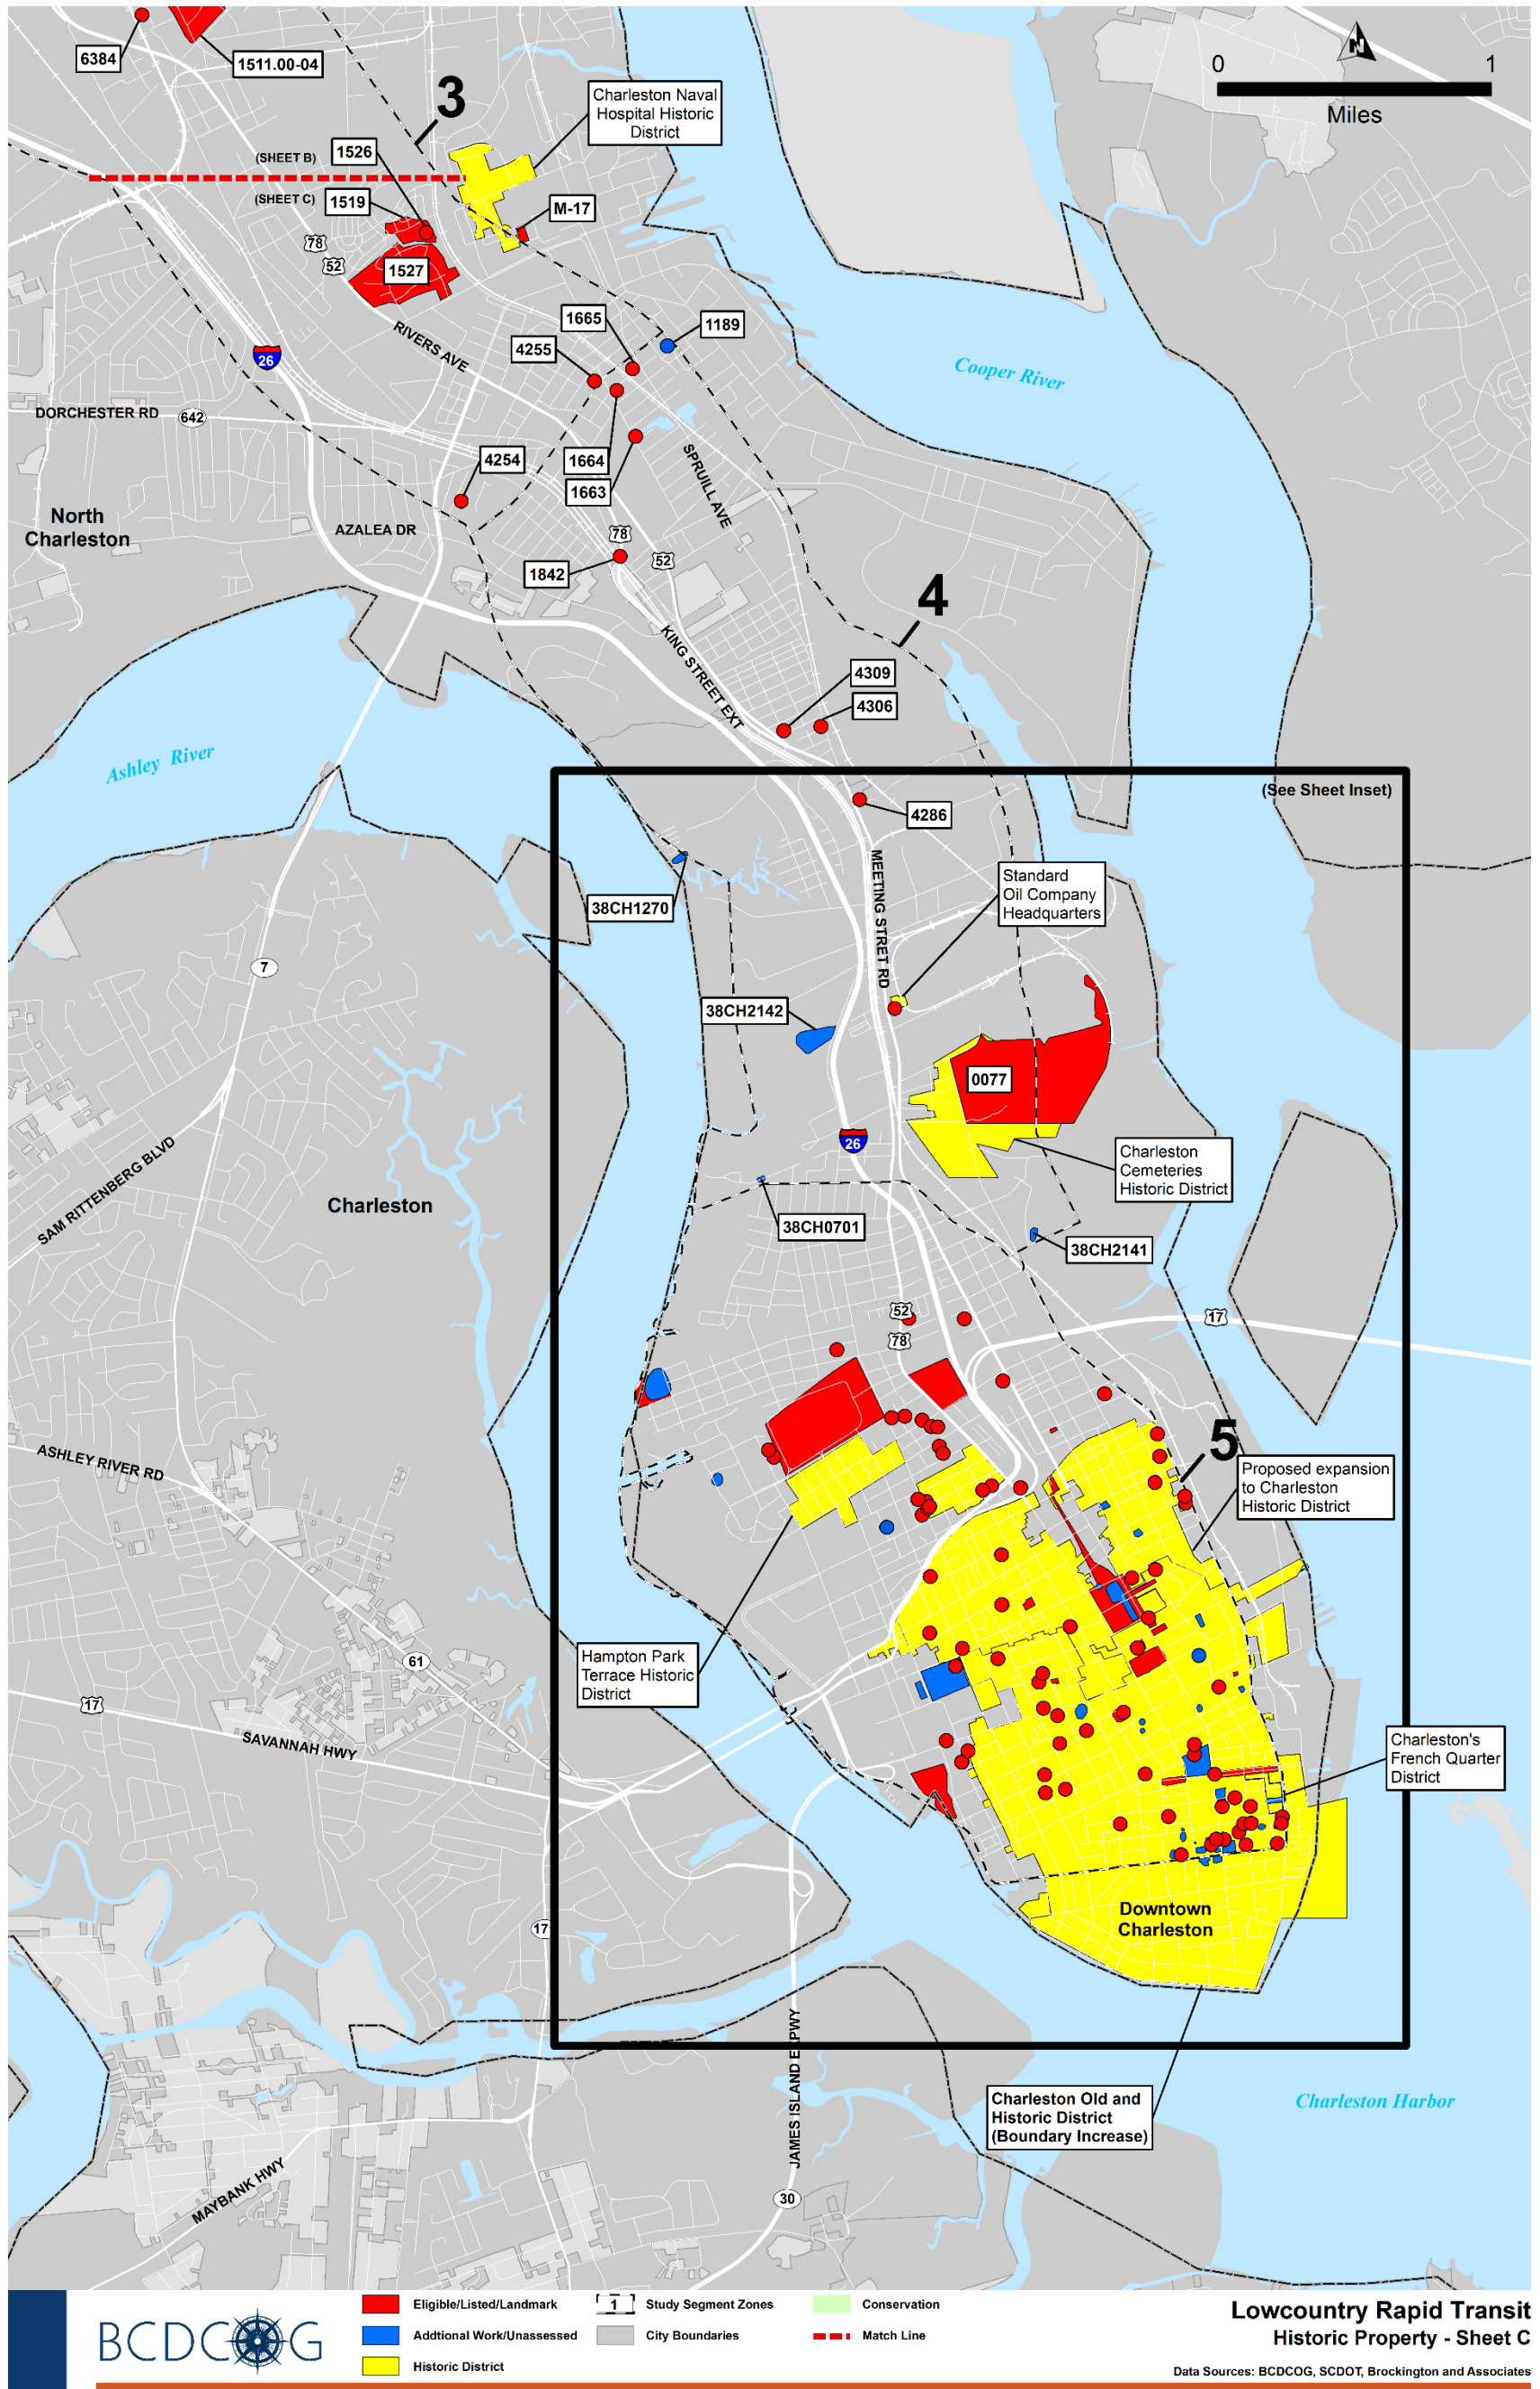 6384
1511.00-04
3
Charleston Naval
Hospital Historic
District
N
0
1
Miles
(SHEET B)
1526
(SHEET C)
1519
M-17
78
52
1527
1665
1189
4255
RIVERS AVE
26
Cooper River
DORCHESTER RD
642
4254
1664
1663
SPRUILL AVE
North
Charleston
AZALEA DR
78
52
1842
4
KING STREET EXT
4309
4306
Ashley River
(See Sheet Inset)
4286
MEETING STRET RD
Standard
Oil Company
Headquarters
38CH1270
7
38CH2142
0077
26
Charleston
Cemeteries
Historic District
SAM RITTENBERG BLVD
Charleston
38CH0701
38CH2141
52
17
78
5
ASHLEY RIVER RD
Proposed expansion
to Charleston
Historic District
Hampton Park
Terrace Historic
District
61
17
SAVANNAH HWY
Charleston's
French Quarter
District
Downtown
Charleston
17
JAMES ISLAND EXPWY
Charleston Old and
Historic District
(Boundary Increase)
Charleston Harbor
MAYBANK HWY
30
BCDCOG
Eligible/Listed/Landmark
Addtional Work/Unassessed
Historic District
1
Study Segment Zones
City Boundaries
Conservation
Match Line
Lowcountry Rapid Transit
Historic Property - Sheet C
Data Sources: BCDCOG, SCDOT, Brockington and Associates